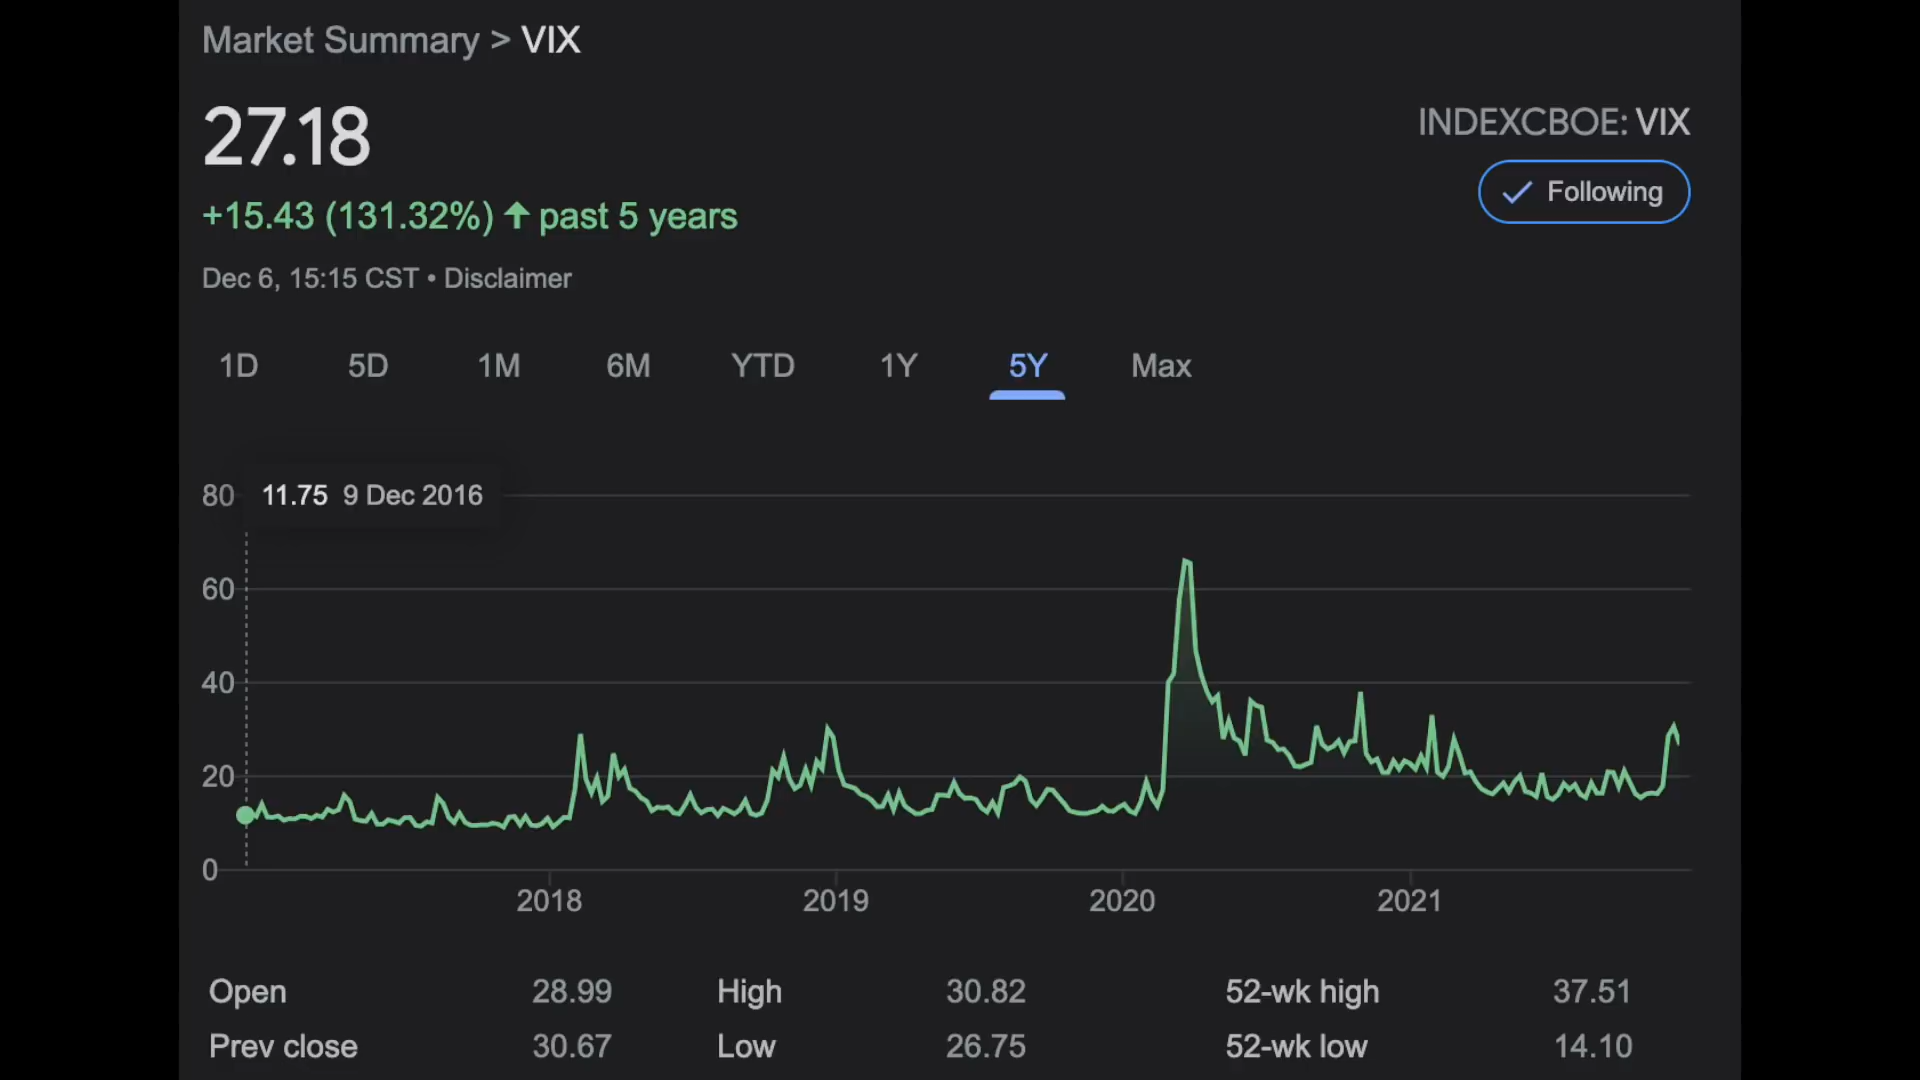 Market Summary > VIX
27.18
INDEXCBOE: VIX
Following
+15.43 (131.32%) ↑ past 5 years
Dec 6, 15:15 CST • Disclaimer
1D 5D 1M 6M YTD 1Y 5Y Max
80 11.75 9 Dec 2016
60
40
20
0
2018 2019 2020 2021
Open 28.99 High 30.82 52-wk high 37.51
Prev close 30.67 Low 26.75 52-wk low 14.10